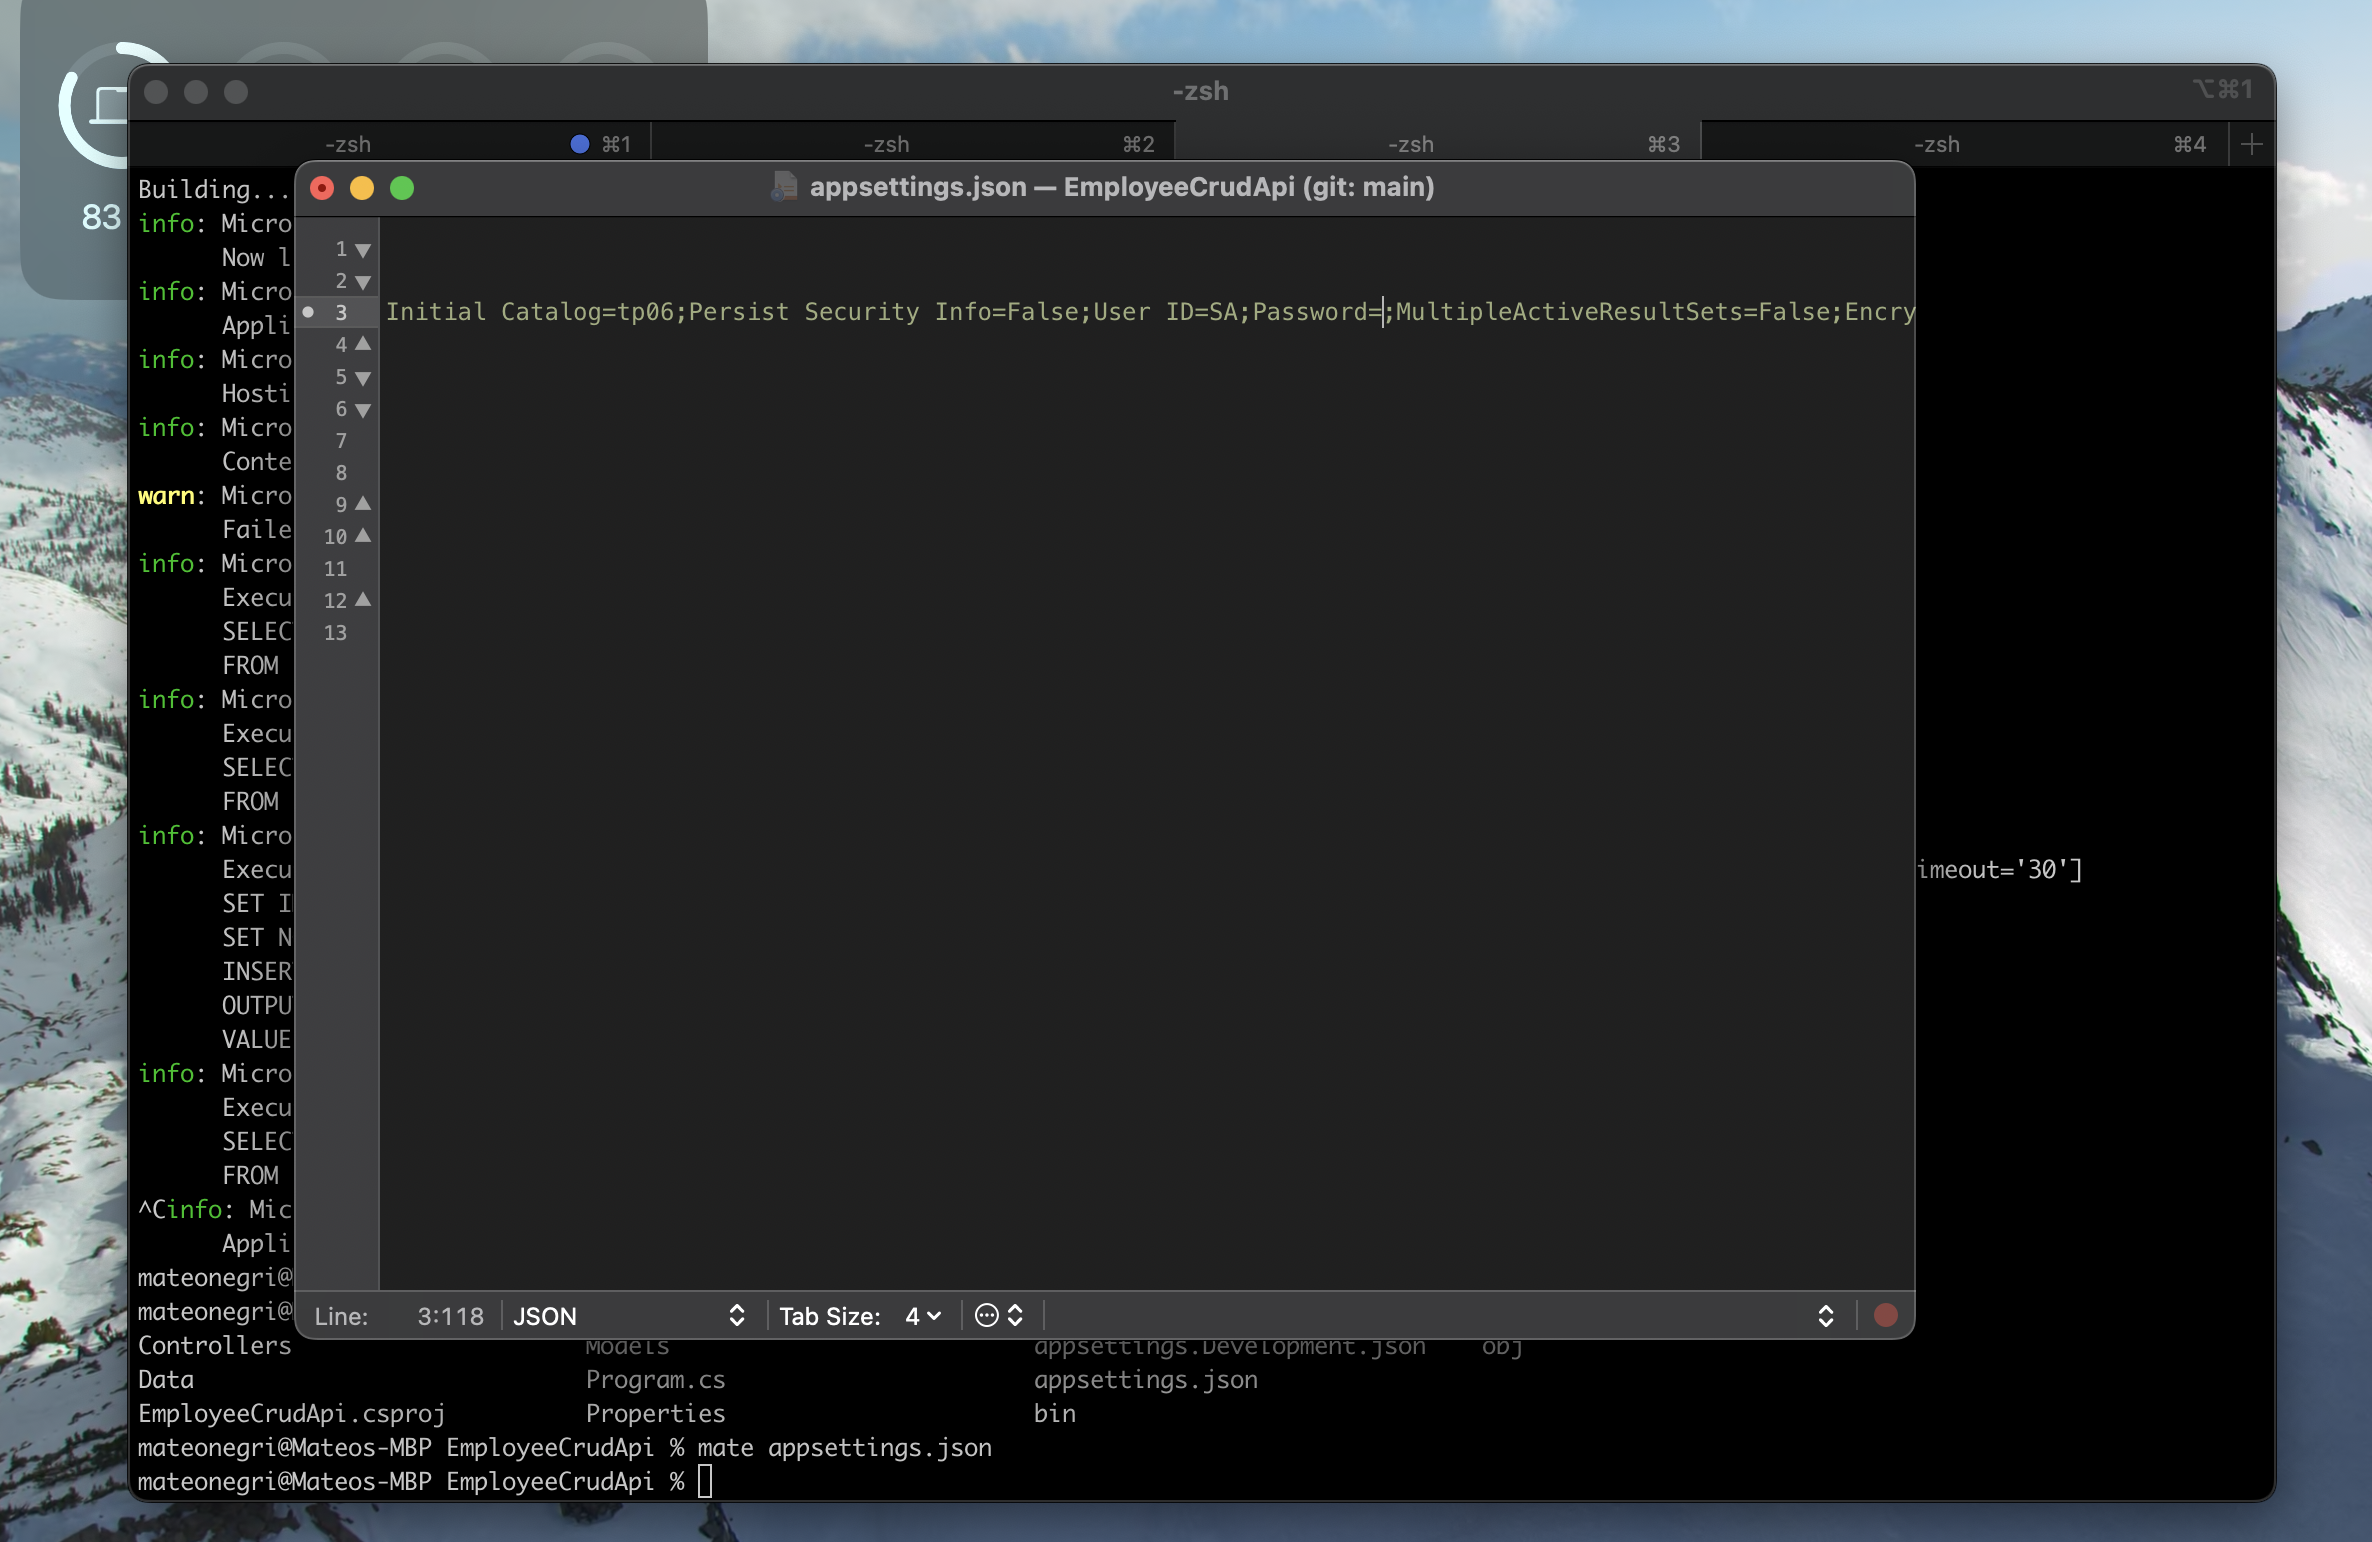 -zsh ⌥⌘1
-zsh ⌘1 -zsh ⌘2 -zsh ⌘3 -zsh ⌘4
83
Building...
info: Micro
Now l
info: Micro
Appli
info: Micro
Hosti
info: Micro
Conte
warn: Micro
Faile
info: Micro
Execu
SELEC
FROM
info: Micro
Execu
SELEC
FROM
info: Micro
Execu imeout='30']
SET I
SET N
INSER
OUTPU
VALUE
info: Micro
Execu
SELEC
FROM
^Cinfo: Mic
Appli
mateonegri@
mateonegri@
appsettings.json — EmployeeCrudApi (git: main)
1
2
3 Initial Catalog=tp06;Persist Security Info=False;User ID=SA;Password=;MultipleActiveResultSets=False;Encry
4
5
6
7
8
9
10
11
12
13
Line: 3:118 JSON Tab Size: 4
Controllers Models appsettings.Development.json obj
Data Program.cs appsettings.json
EmployeeCrudApi.csproj Properties bin
mateonegri@Mateos-MBP EmployeeCrudApi % mate appsettings.json
mateonegri@Mateos-MBP EmployeeCrudApi %